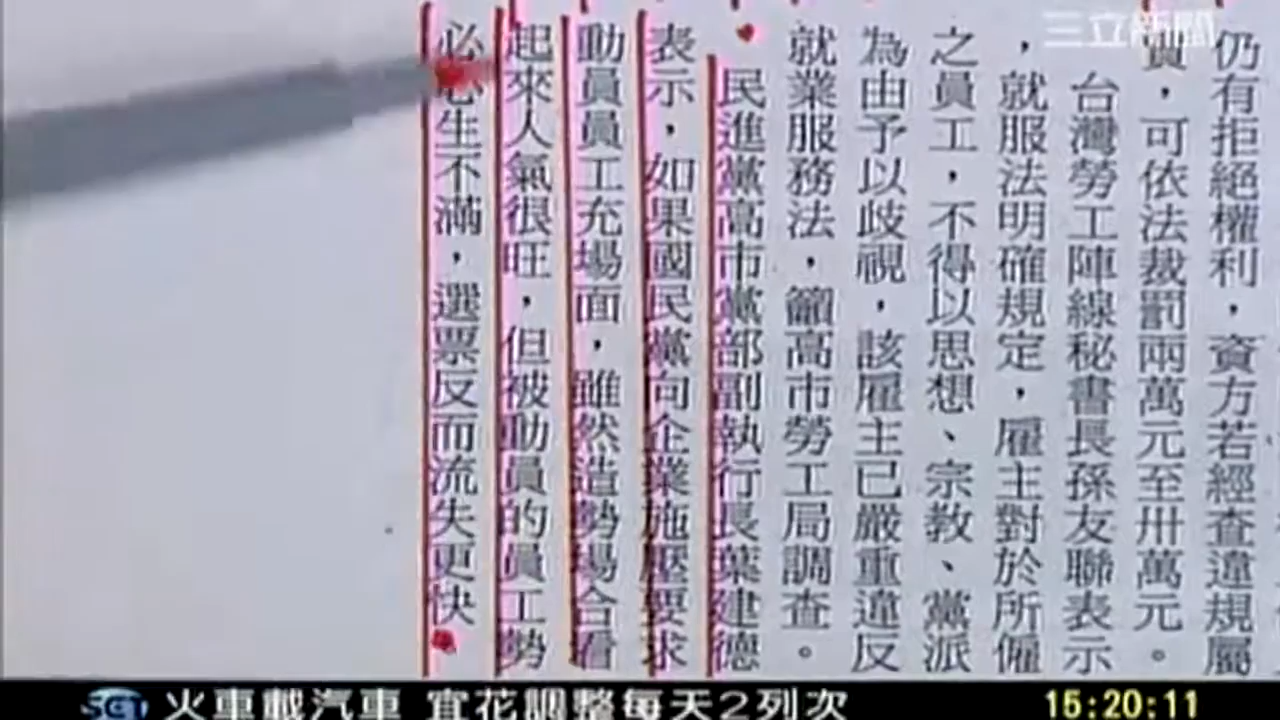 三立新聞
仍有拒絕權利，資方若經查違規屬
實，可依法裁罰兩萬元至卅萬元。
台灣勞工陣線秘書長孫友聯表示
，就服法明確規定，雇主對於所僱
之員工，不得以思想、宗教、黨派
為由予以歧視，該雇主已嚴重違反
就業服務法，籲高市勞工局調查。
民進黨高市黨部副執行長葉建德
表示，如果國民黨向企業施壓要求
動員員工充場面，雖然造勢場合看
起來人氣很旺，但被動員的員工勢
必心生不滿，選票反而流失更快
SET 火車載汽車 宜花調整每天2列次 15:20:11